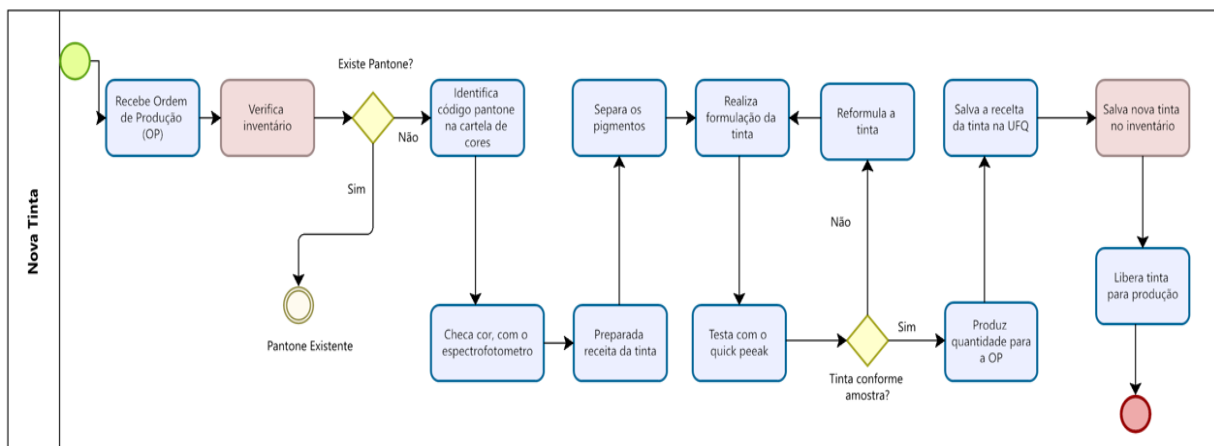 Nova Tinta
Recebe Ordem
de Produção
(OP)
Verifica
inventário
Existe Pantone?
Não
Sim
Pantone Existente
Identifica
código pantone
na cartela de
cores
Checa cor, com o
espectrofotometro
Preparada
receita da tinta
Separa os
pigmentos
Realiza
formulação da
tinta
Testa com o
quick peeak
Tinta conforme
amostra?
Não
Reformula a
tinta
Sim
Produz
quantidade para
a OP
Salva a recelta
da tinta na UFQ
Salva nova tinta
no inventário
Libera tinta
para produção